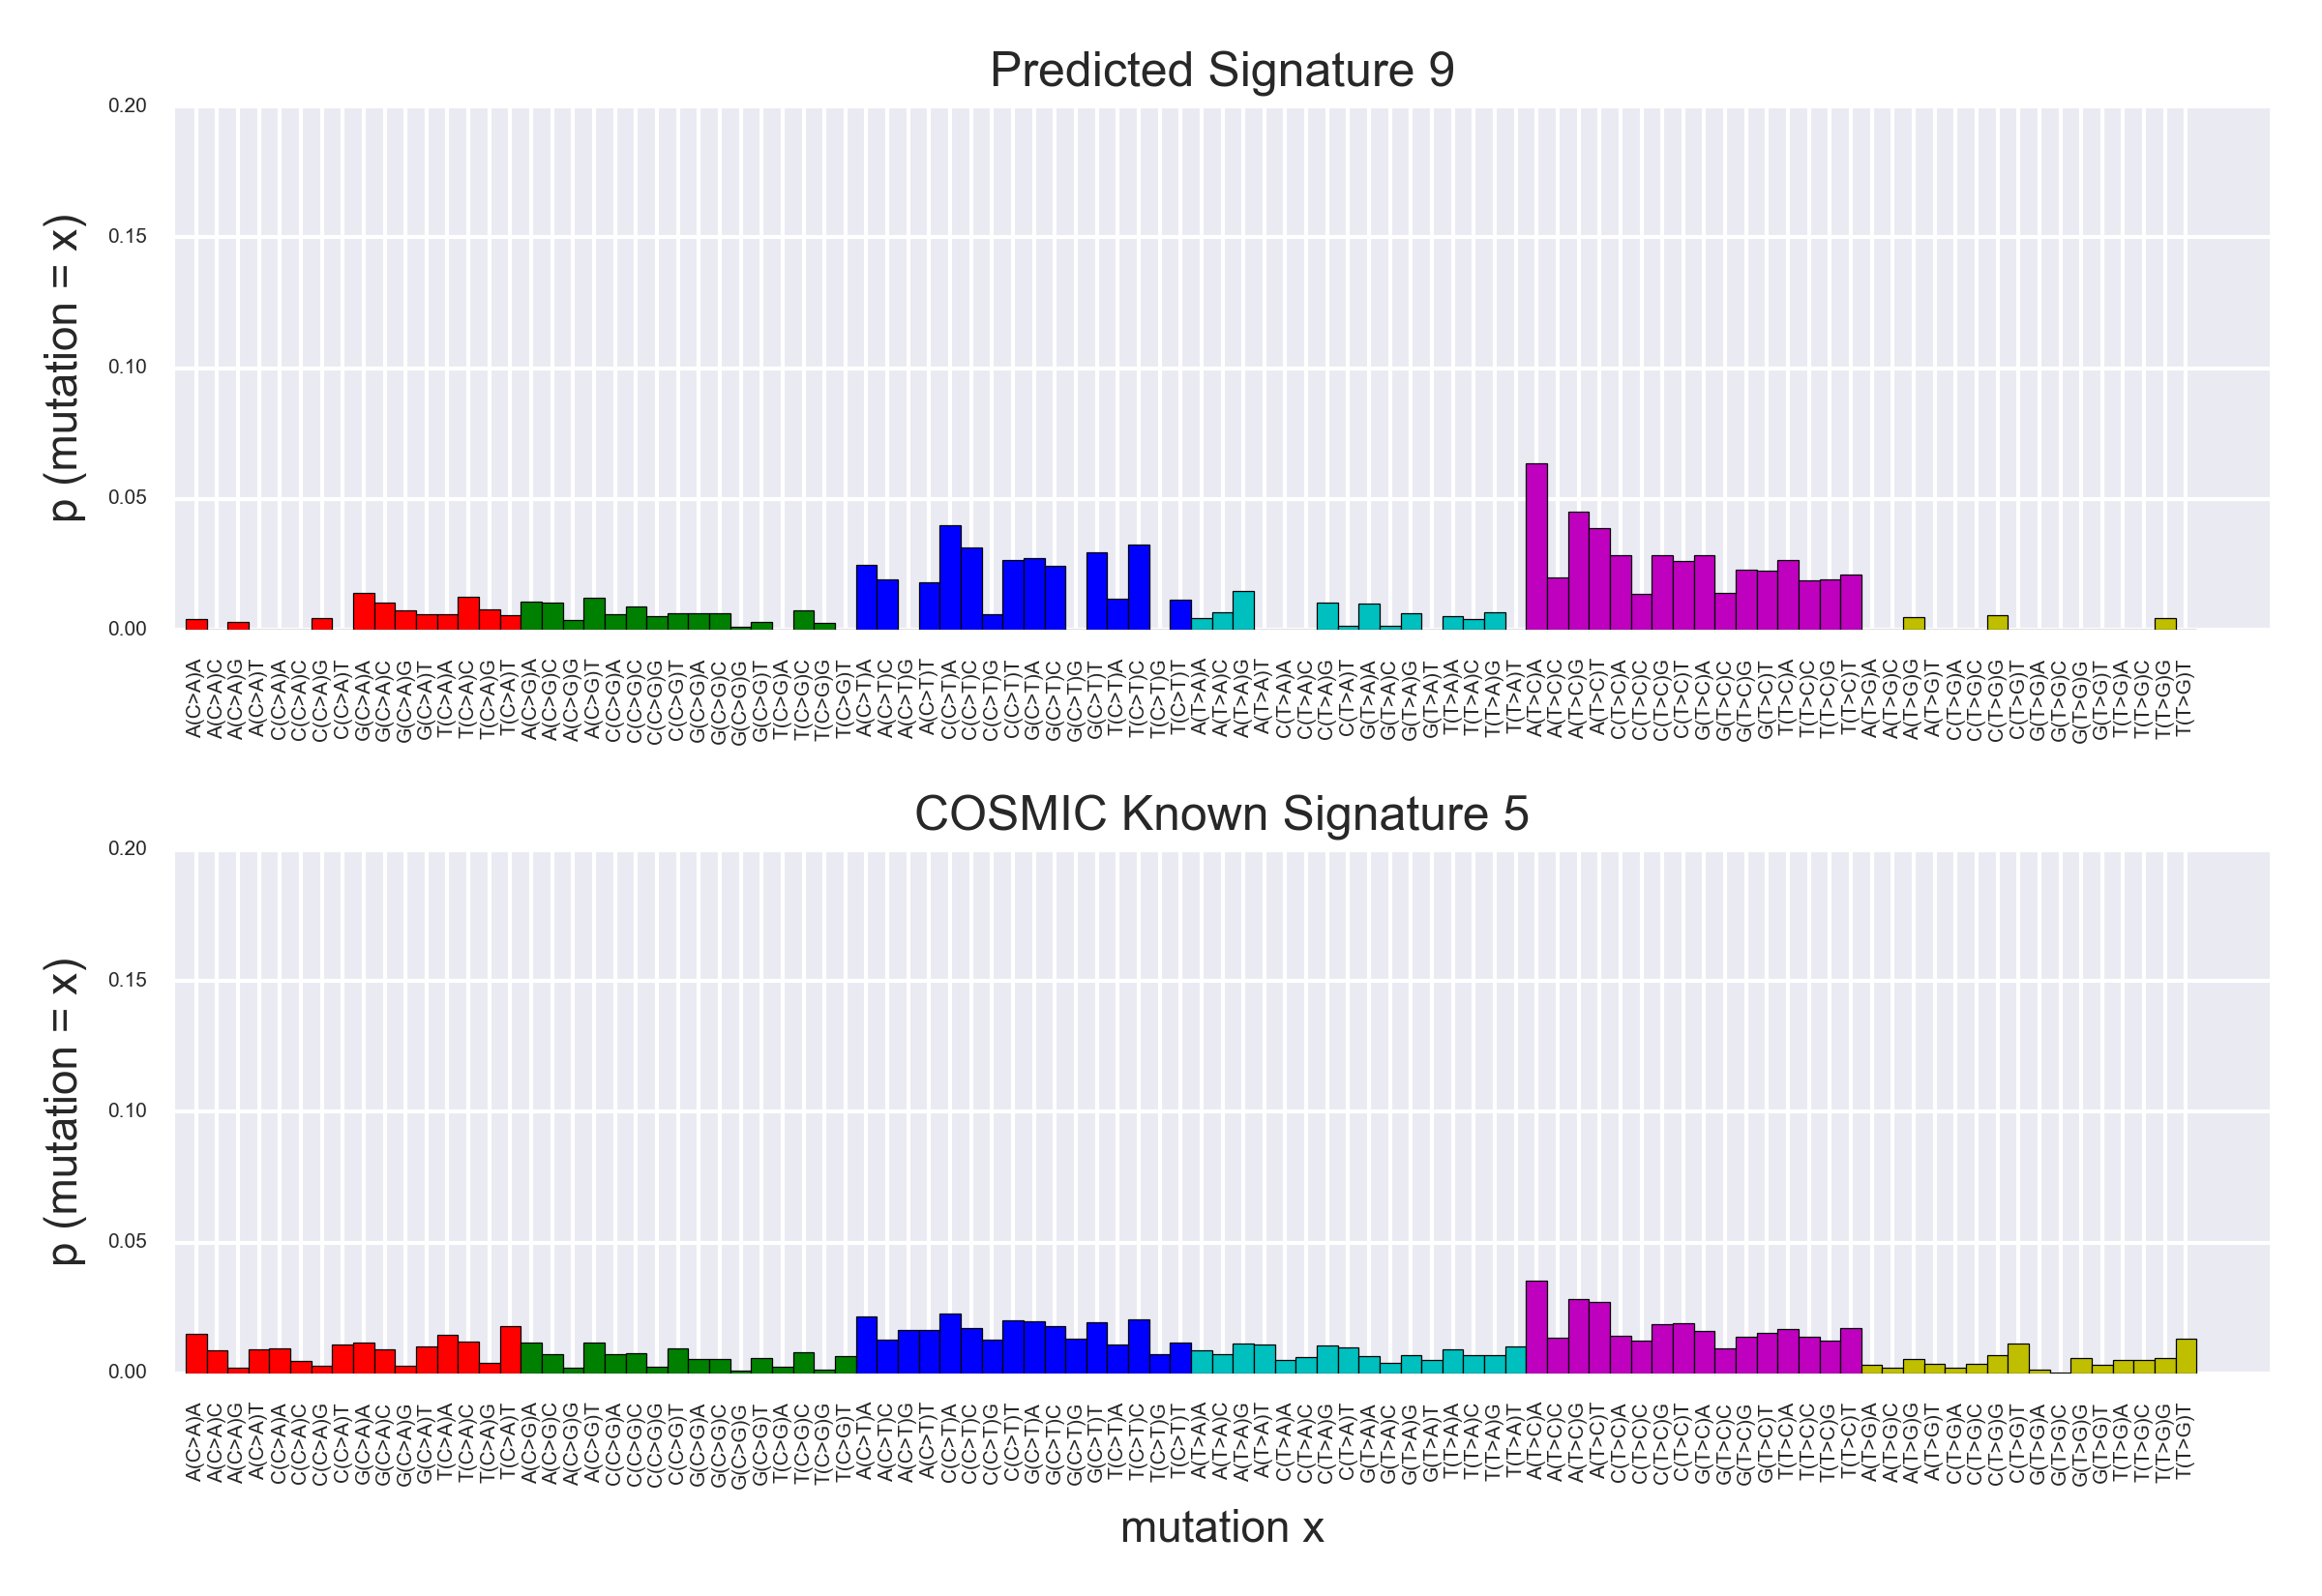 Predicted Signature 9
p (mutation = x)
0.20
0.15
0.10
0.05
0.00
A(C>A)A A(C>A)C A(C>A)G A(C>A)T C(C>A)A C(C>A)C C(C>A)G C(C>A)T G(C>A)A G(C>A)C G(C>A)G G(C>A)T T(C>A)A T(C>A)C T(C>A)G T(C>A)T A(C>G)A A(C>G)C A(C>G)G A(C>G)T C(C>G)A C(C>G)C C(C>G)G C(C>G)T G(C>G)A G(C>G)C G(C>G)G G(C>G)T T(C>G)A T(C>G)C T(C>G)G T(C>G)T A(C>T)A A(C>T)C A(C>T)G A(C>T)T C(C>T)A C(C>T)C C(C>T)G C(C>T)T G(C>T)A G(C>T)C G(C>T)G G(C>T)T T(C>T)A T(C>T)C T(C>T)G T(C>T)T A(T>A)A A(T>A)C A(T>A)G A(T>A)T C(T>A)A C(T>A)C C(T>A)G C(T>A)T G(T>A)A G(T>A)C G(T>A)G G(T>A)T T(T>A)A T(T>A)C T(T>A)G T(T>A)T A(T>C)A A(T>C)C A(T>C)G A(T>C)T C(T>C)A C(T>C)C C(T>C)G C(T>C)T G(T>C)A G(T>C)C G(T>C)G G(T>C)T T(T>C)A T(T>C)C T(T>C)G T(T>C)T A(T>G)A A(T>G)C A(T>G)G A(T>G)T C(T>G)A C(T>G)C C(T>G)G C(T>G)T G(T>G)A G(T>G)C G(T>G)G G(T>G)T T(T>G)A T(T>G)C T(T>G)G T(T>G)T
COSMIC Known Signature 5
p (mutation = x)
0.20
0.15
0.10
0.05
0.00
A(C>A)A A(C>A)C A(C>A)G A(C>A)T C(C>A)A C(C>A)C C(C>A)G C(C>A)T G(C>A)A G(C>A)C G(C>A)G G(C>A)T T(C>A)A T(C>A)C T(C>A)G T(C>A)T A(C>G)A A(C>G)C A(C>G)G A(C>G)T C(C>G)A C(C>G)C C(C>G)G C(C>G)T G(C>G)A G(C>G)C G(C>G)G G(C>G)T T(C>G)A T(C>G)C T(C>G)G T(C>G)T A(C>T)A A(C>T)C A(C>T)G A(C>T)T C(C>T)A C(C>T)C C(C>T)G C(C>T)T G(C>T)A G(C>T)C G(C>T)G G(C>T)T T(C>T)A T(C>T)C T(C>T)G T(C>T)T A(T>A)A A(T>A)C A(T>A)G A(T>A)T C(T>A)A C(T>A)C C(T>A)G C(T>A)T G(T>A)A G(T>A)C G(T>A)G G(T>A)T T(T>A)A T(T>A)C T(T>A)G T(T>A)T A(T>C)A A(T>C)C A(T>C)G A(T>C)T C(T>C)A C(T>C)C C(T>C)G C(T>C)T G(T>C)A G(T>C)C G(T>C)G G(T>C)T T(T>C)A T(T>C)C T(T>C)G T(T>C)T A(T>G)A A(T>G)C A(T>G)G A(T>G)T C(T>G)A C(T>G)C C(T>G)G C(T>G)T G(T>G)A G(T>G)C G(T>G)G G(T>G)T T(T>G)A T(T>G)C T(T>G)G T(T>G)T
mutation x